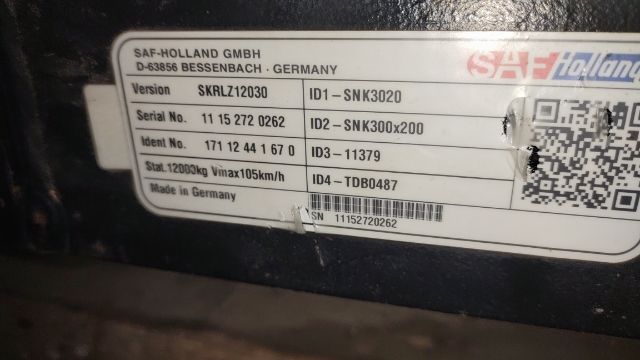 SAF-HOLLAND GMBH
D-63856 BESSENBACH · GERMANY
SAF Holland
Version SKRLZ12030
ID1-SNK3020
Serial No. 11 15 272 0262
ID2-SNK300x200
Ident No. 171 12 44 1 67 0
ID3-11379
Stat.12000kg Vmax105km/h
ID4-TDB0487
Made in Germany
SN 11152720262